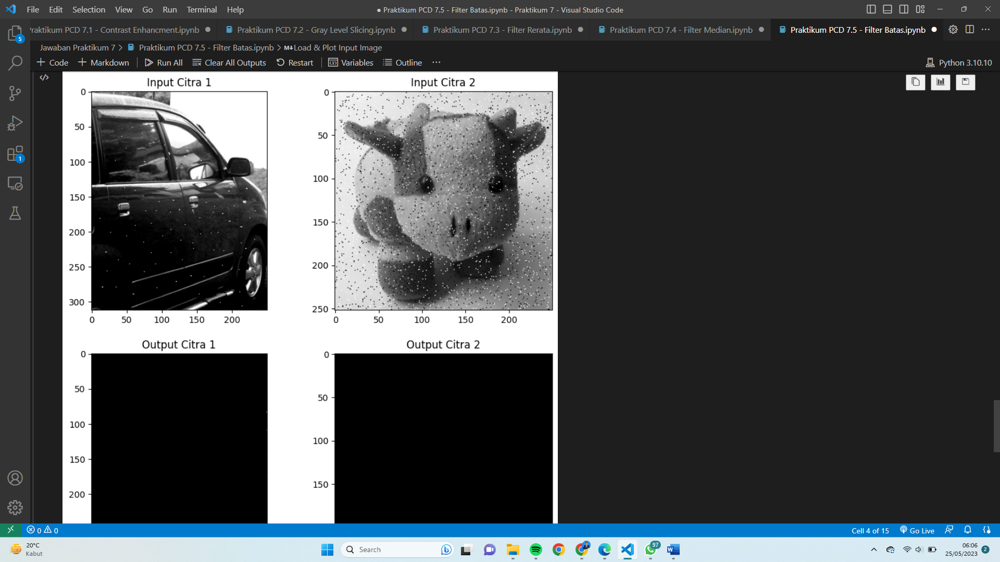 File Edit Selection View Go Run Terminal Help
● Praktikum PCD 7.5 - Filter Batas.ipynb - Praktikum 7 - Visual Studio Code
Praktikum PCD 7.1 - Contrast Enhancment.ipynb
Praktikum PCD 7.2 - Gray Level Slicing.ipynb
Praktikum PCD 7.3 - Filter Rerata.ipynb
Praktikum PCD 7.4 - Filter Median.ipynb
Praktikum PCD 7.5 - Filter Batas.ipynb
5
Jawaban Praktikum 7 > Praktikum PCD 7.5 - Filter Batas.ipynb > M↓Load & Plot Input Image
+ Code + Markdown Run All Clear All Outputs Restart Variables Outline ...
Python 3.10.10
1
Input Citra 1
0
50
100
150
200
250
300
0 50 100 150 200
Input Citra 2
0
50
100
150
200
250
0 50 100 150 200
Output Citra 1
0
50
100
150
200
Output Citra 2
0
50
100
150
0 0
Cell 4 of 15 Go Live
20°C
Kabut
Search
97
06:06
25/05/2023
2